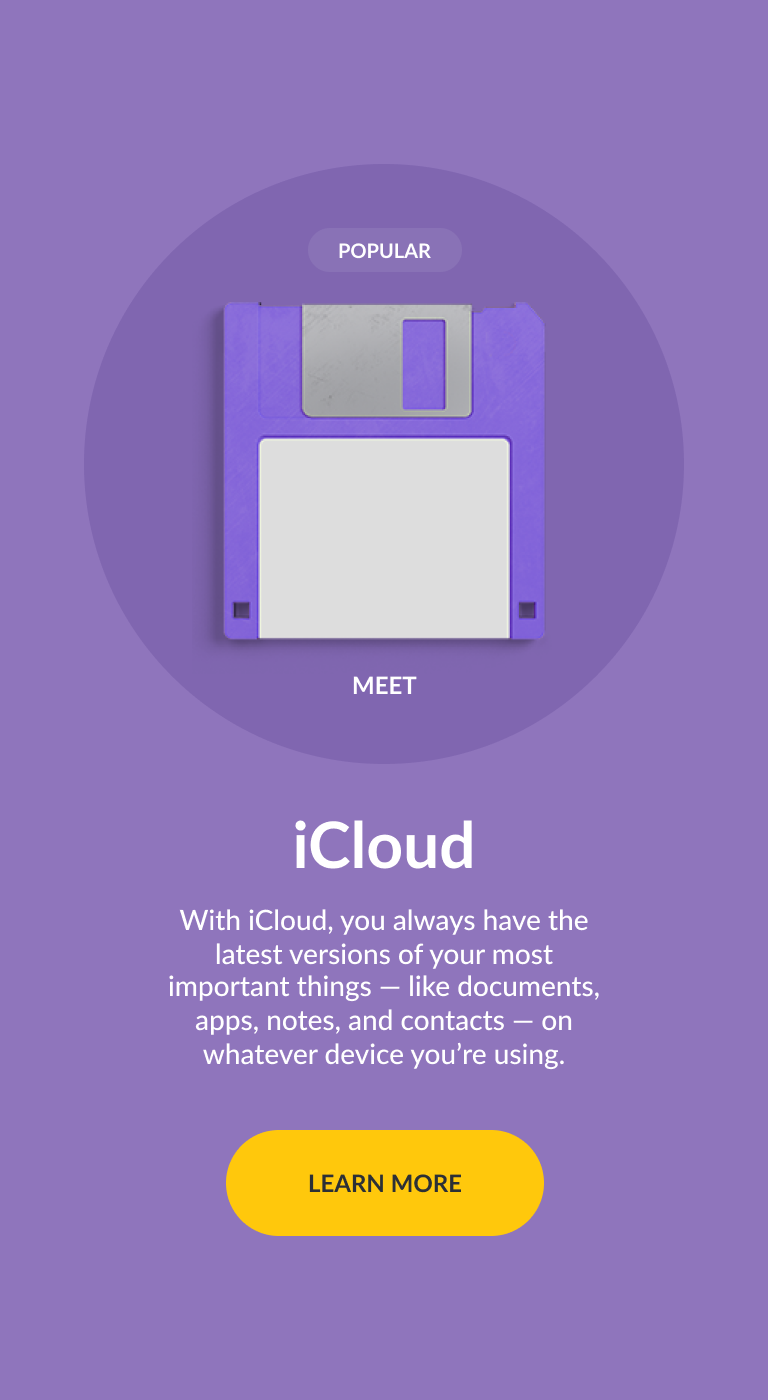 POPULAR
MEET
iCloud
With iCloud, you always have the
latest versions of your most
important things — like documents,
apps, notes, and contacts — on
whatever device you’re using.
LEARN MORE